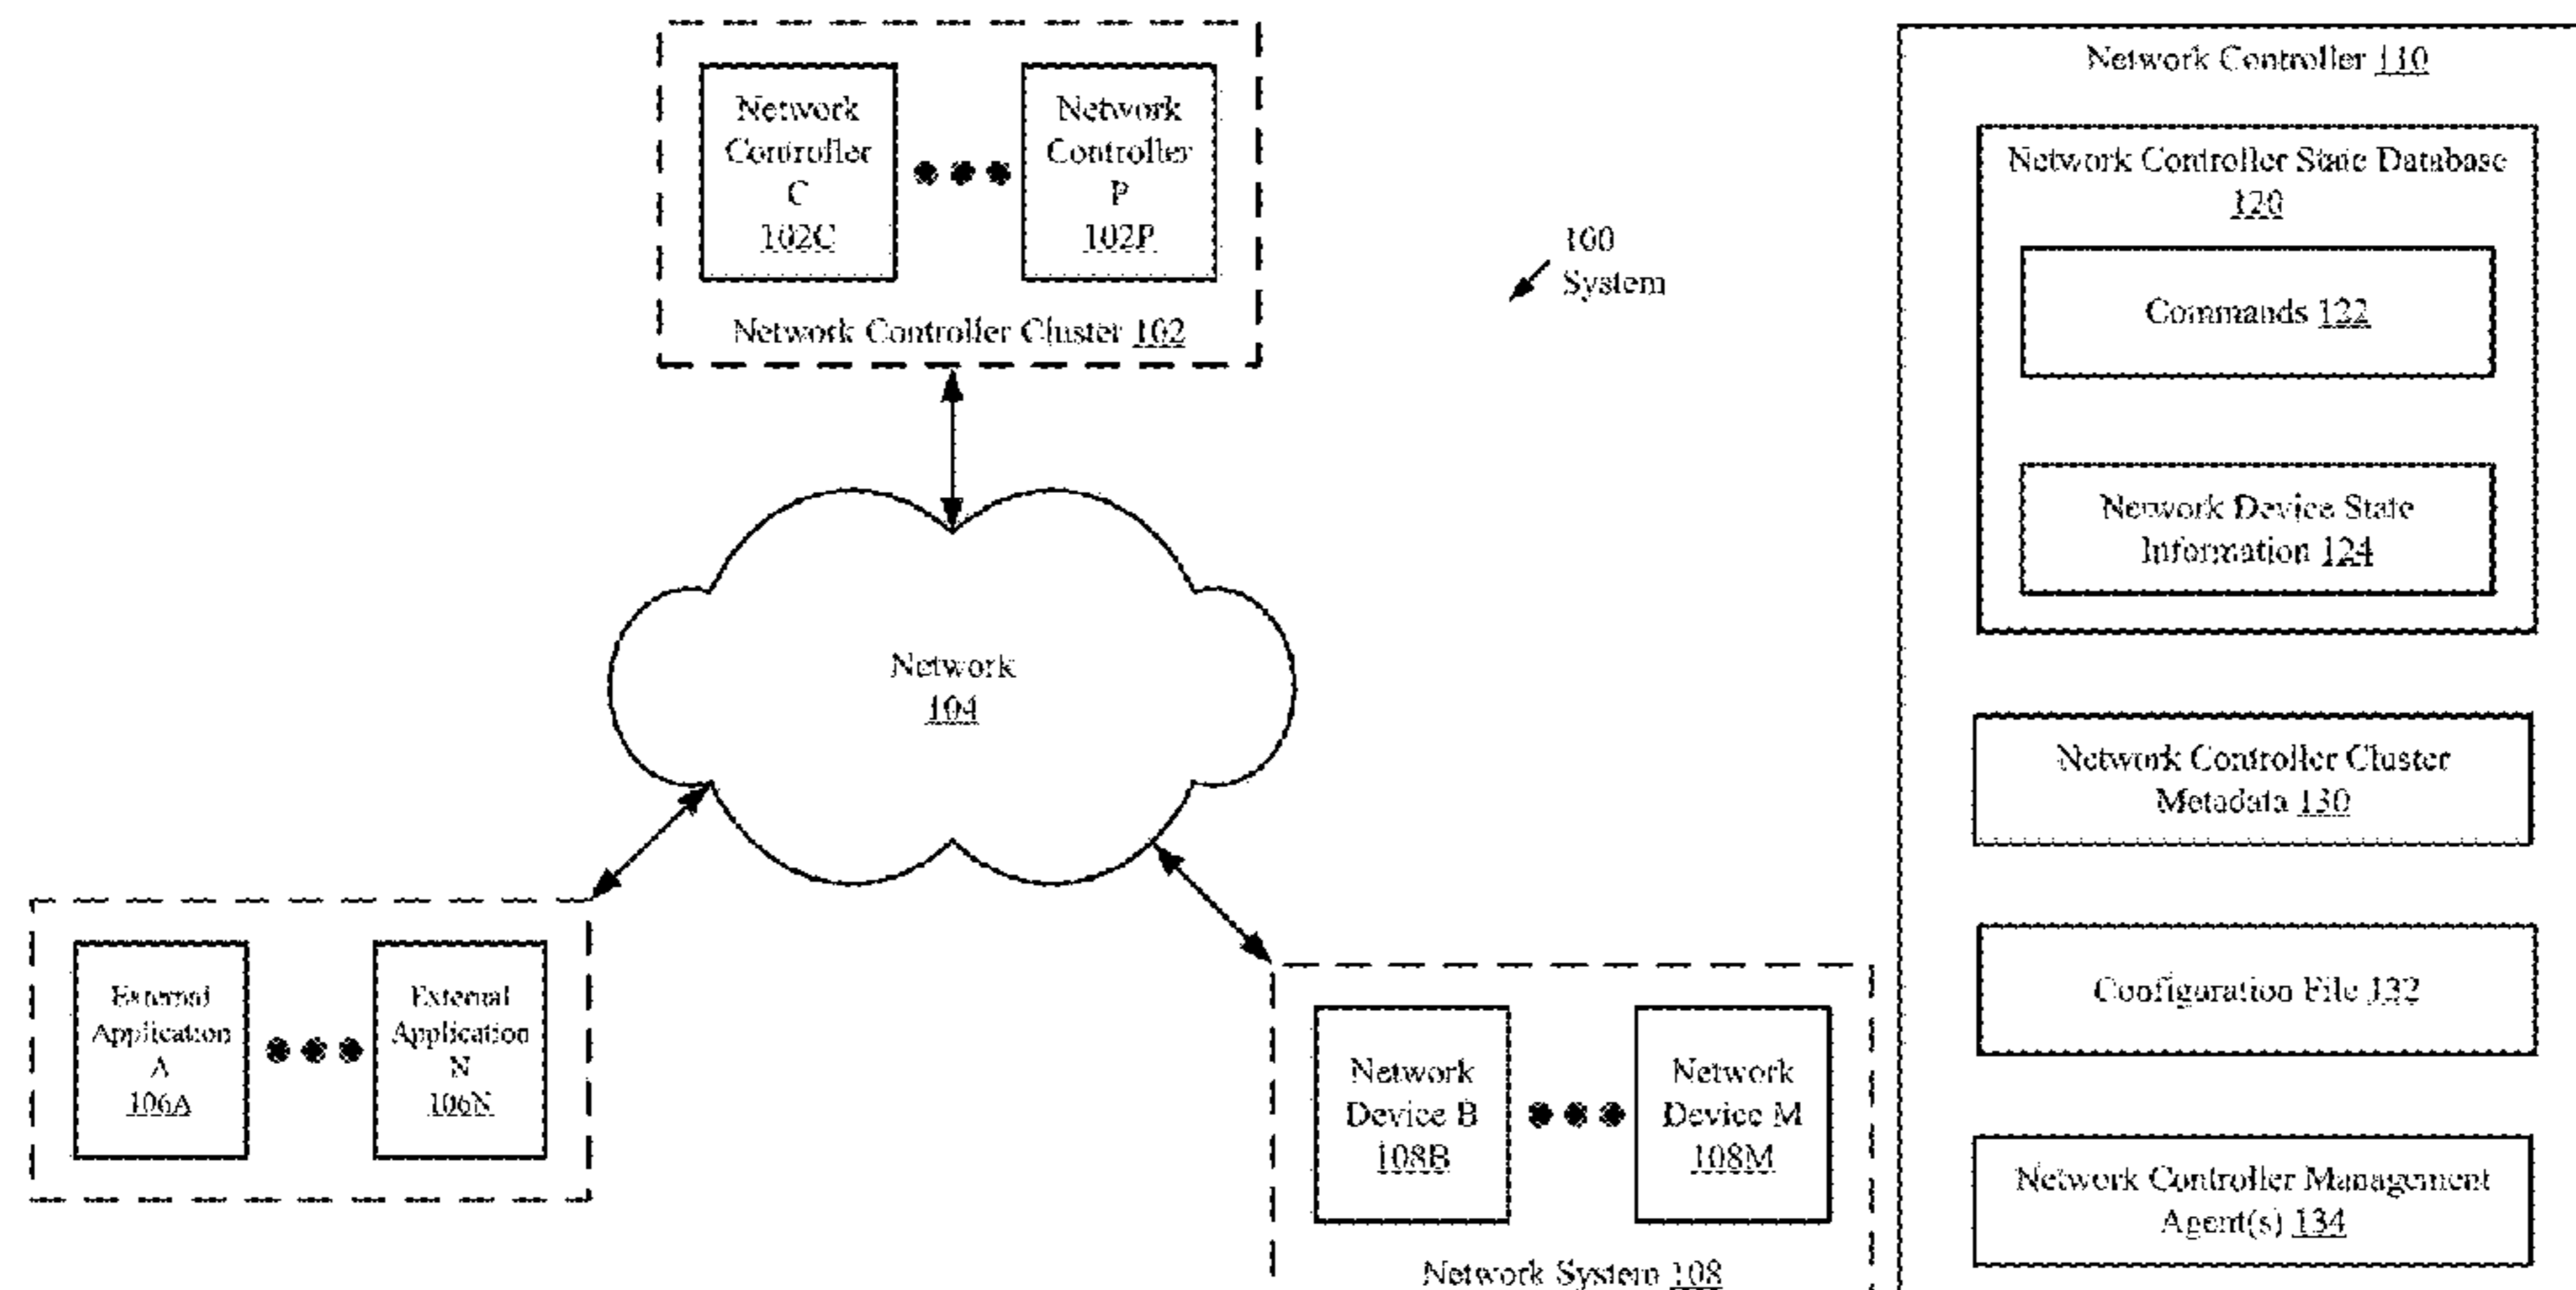 Network
Controller
C
102C
Network
Controller
P
102P
Network Controller Cluster 102
100
System
Network
104
External
Application
A
106A
External
Application
N
106N
Network
Device B
108B
Network
Device M
108M
Network System 108
Network Controller 110
Network Controller State Database
120
Commands 122
Network Device State
Information 124
Network Controller Cluster
Metadata 130
Configuration File 132
Network Controller Management
Agent(s) 134